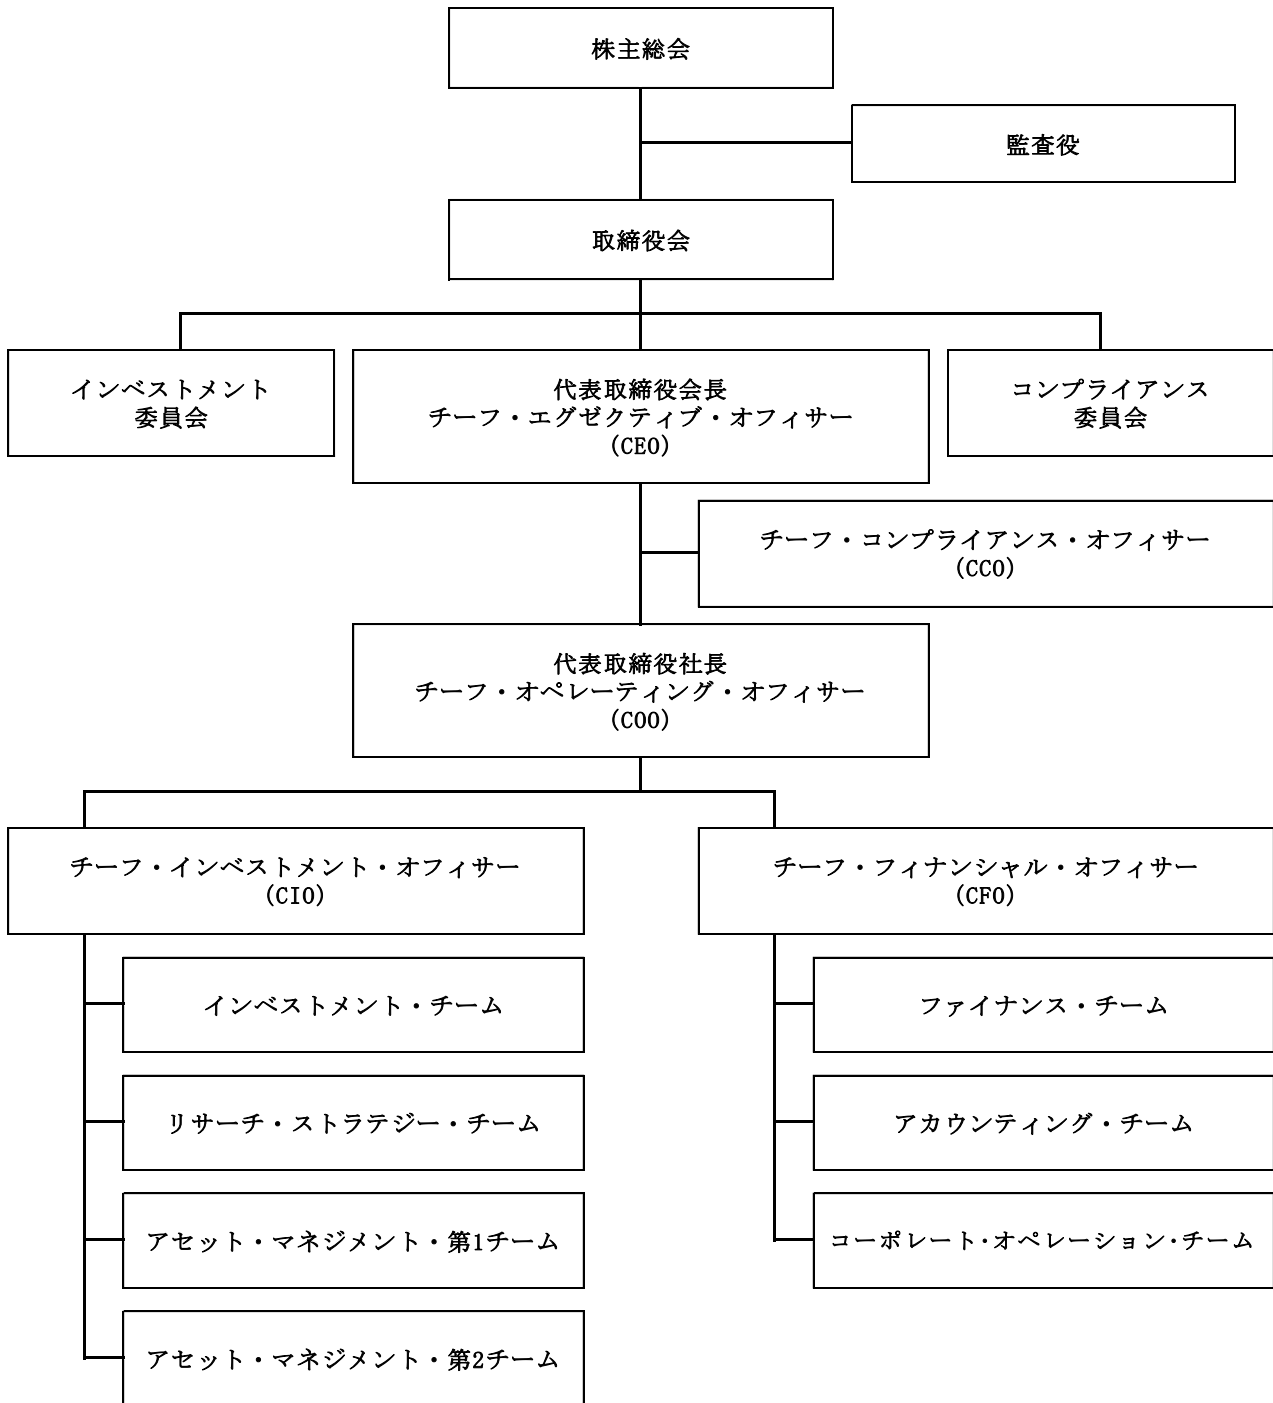 株主総会
監査役
取締役会
インベストメント
委員会
代表取締役会長
チーフ・エグゼクティブ・オフィサー
(CEO)
コンプライアンス
委員会
チーフ・コンプライアンス・オフィサー
(CCO)
代表取締役社長
チーフ・オペレーティング・オフィサー
(COO)
チーフ・インベストメント・オフィサー
(CIO)
チーフ・フィナンシャル・オフィサー
(CFO)
インベストメント・チーム
ファイナンス・チーム
リサーチ・ストラテジー・チーム
アカウンティング・チーム
アセット・マネジメント・第1チーム
コーポレート・オペレーション・チーム
アセット・マネジメント・第2チーム